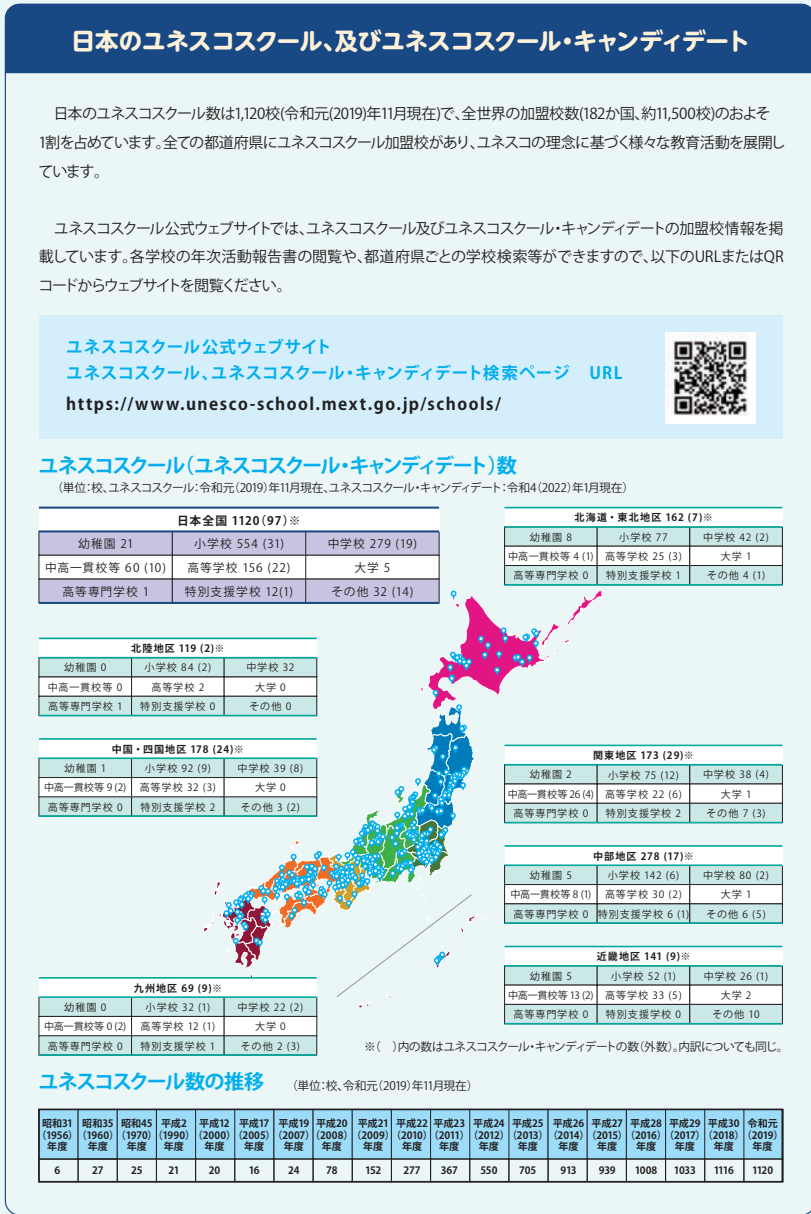 日本のユネスコスクール、及びユネスコスクール・キャンディデート
日本のユネスコスクール数は1,120校(令和元(2019)年11月現在)で、全世界の加盟校数(182か国、約11,500校)のおよそ
1割を占めています。全ての都道府県にユネスコスクール加盟校があり、ユネスコの理念に基づく様々な教育活動を展開し
ています。
ユネスコスクール公式ウェブサイトでは、ユネスコスクール及びユネスコスクール・キャンディデートの加盟校情報を掲
載しています。各学校の年次活動報告書の閲覧や、都道府県ごとの学校検索等ができますので、以下のURLまたはQR
コードからウェブサイトを閲覧ください。
ユネスコスクール公式ウェブサイト
ユネスコスクール、ユネスコスクール・キャンディデート検索ページ URL
https://www.unesco-school.mext.go.jp/schools/
ユネスコスクール(ユネスコスクール・キャンディデート)数
(単位:校、ユネスコスクール:令和元(2019)年11月現在、ユネスコスクール・キャンディデート:令和4(2022)年1月現在)
日本全国 1120(97)※
幼稚園 21 小学校 554 (31) 中学校 279 (19)
中高一貫校等 60 (10) 高等学校 156 (22) 大学 5
高等専門学校 1 特別支援学校 12(1) その他 32 (14)
北海道・東北地区 162 (7)※
幼稚園 8 小学校 77 中学校 42 (2)
中高一貫校等 4 (1) 高等学校 25 (3) 大学 1
高等専門学校 0 特別支援学校 1 その他 4 (1)
北陸地区 119 (2)※
幼稚園 0 小学校 84 (2) 中学校 32
中高一貫校等 0 高等学校 2 大学 0
高等専門学校 1 特別支援学校 0 その他 0
中国・四国地区 178 (24)※
幼稚園 1 小学校 92 (9) 中学校 39 (8)
中高一貫校等 9 (2) 高等学校 32 (3) 大学 0
高等専門学校 0 特別支援学校 2 その他 3 (2)
関東地区 173 (29)※
幼稚園 2 小学校 75 (12) 中学校 38 (4)
中高一貫校等 26 (4) 高等学校 22 (6) 大学 1
高等専門学校 0 特別支援学校 2 その他 7 (3)
中部地区 278 (17)※
幼稚園 5 小学校 142 (6) 中学校 80 (2)
中高一貫校等 8 (1) 高等学校 30 (2) 大学 1
高等専門学校 0 特別支援学校 6 (1) その他 6 (5)
近畿地区 141 (9)※
幼稚園 5 小学校 52 (1) 中学校 26 (1)
中高一貫校等 13 (2) 高等学校 33 (5) 大学 2
高等専門学校 0 特別支援学校 0 その他 10
九州地区 69 (9)※
幼稚園 0 小学校 32 (1) 中学校 22 (2)
中高一貫校等 0 (2) 高等学校 12 (1) 大学 0
高等専門学校 0 特別支援学校 1 その他 2 (3)
※( )内の数はユネスコスクール・キャンディデートの数(外数)。内訳についても同じ。
ユネスコスクール数の推移 (単位:校、令和元(2019)年11月現在)
昭和31 昭和35 昭和45 平成2 平成12 平成17 平成19 平成20 平成21 平成22 平成23 平成24 平成25 平成26 平成27 平成28 平成29 平成30 令和元
(1956) (1960) (1970) (1990) (2000) (2005) (2007) (2008) (2009) (2010) (2011) (2012) (2013) (2014) (2015) (2016) (2017) (2018) (2019)
年度 年度 年度 年度 年度 年度 年度 年度 年度 年度 年度 年度 年度 年度 年度 年度 年度 年度 年度
6 27 25 21 20 16 24 78 152 277 367 550 705 913 939 1008 1033 1116 1120